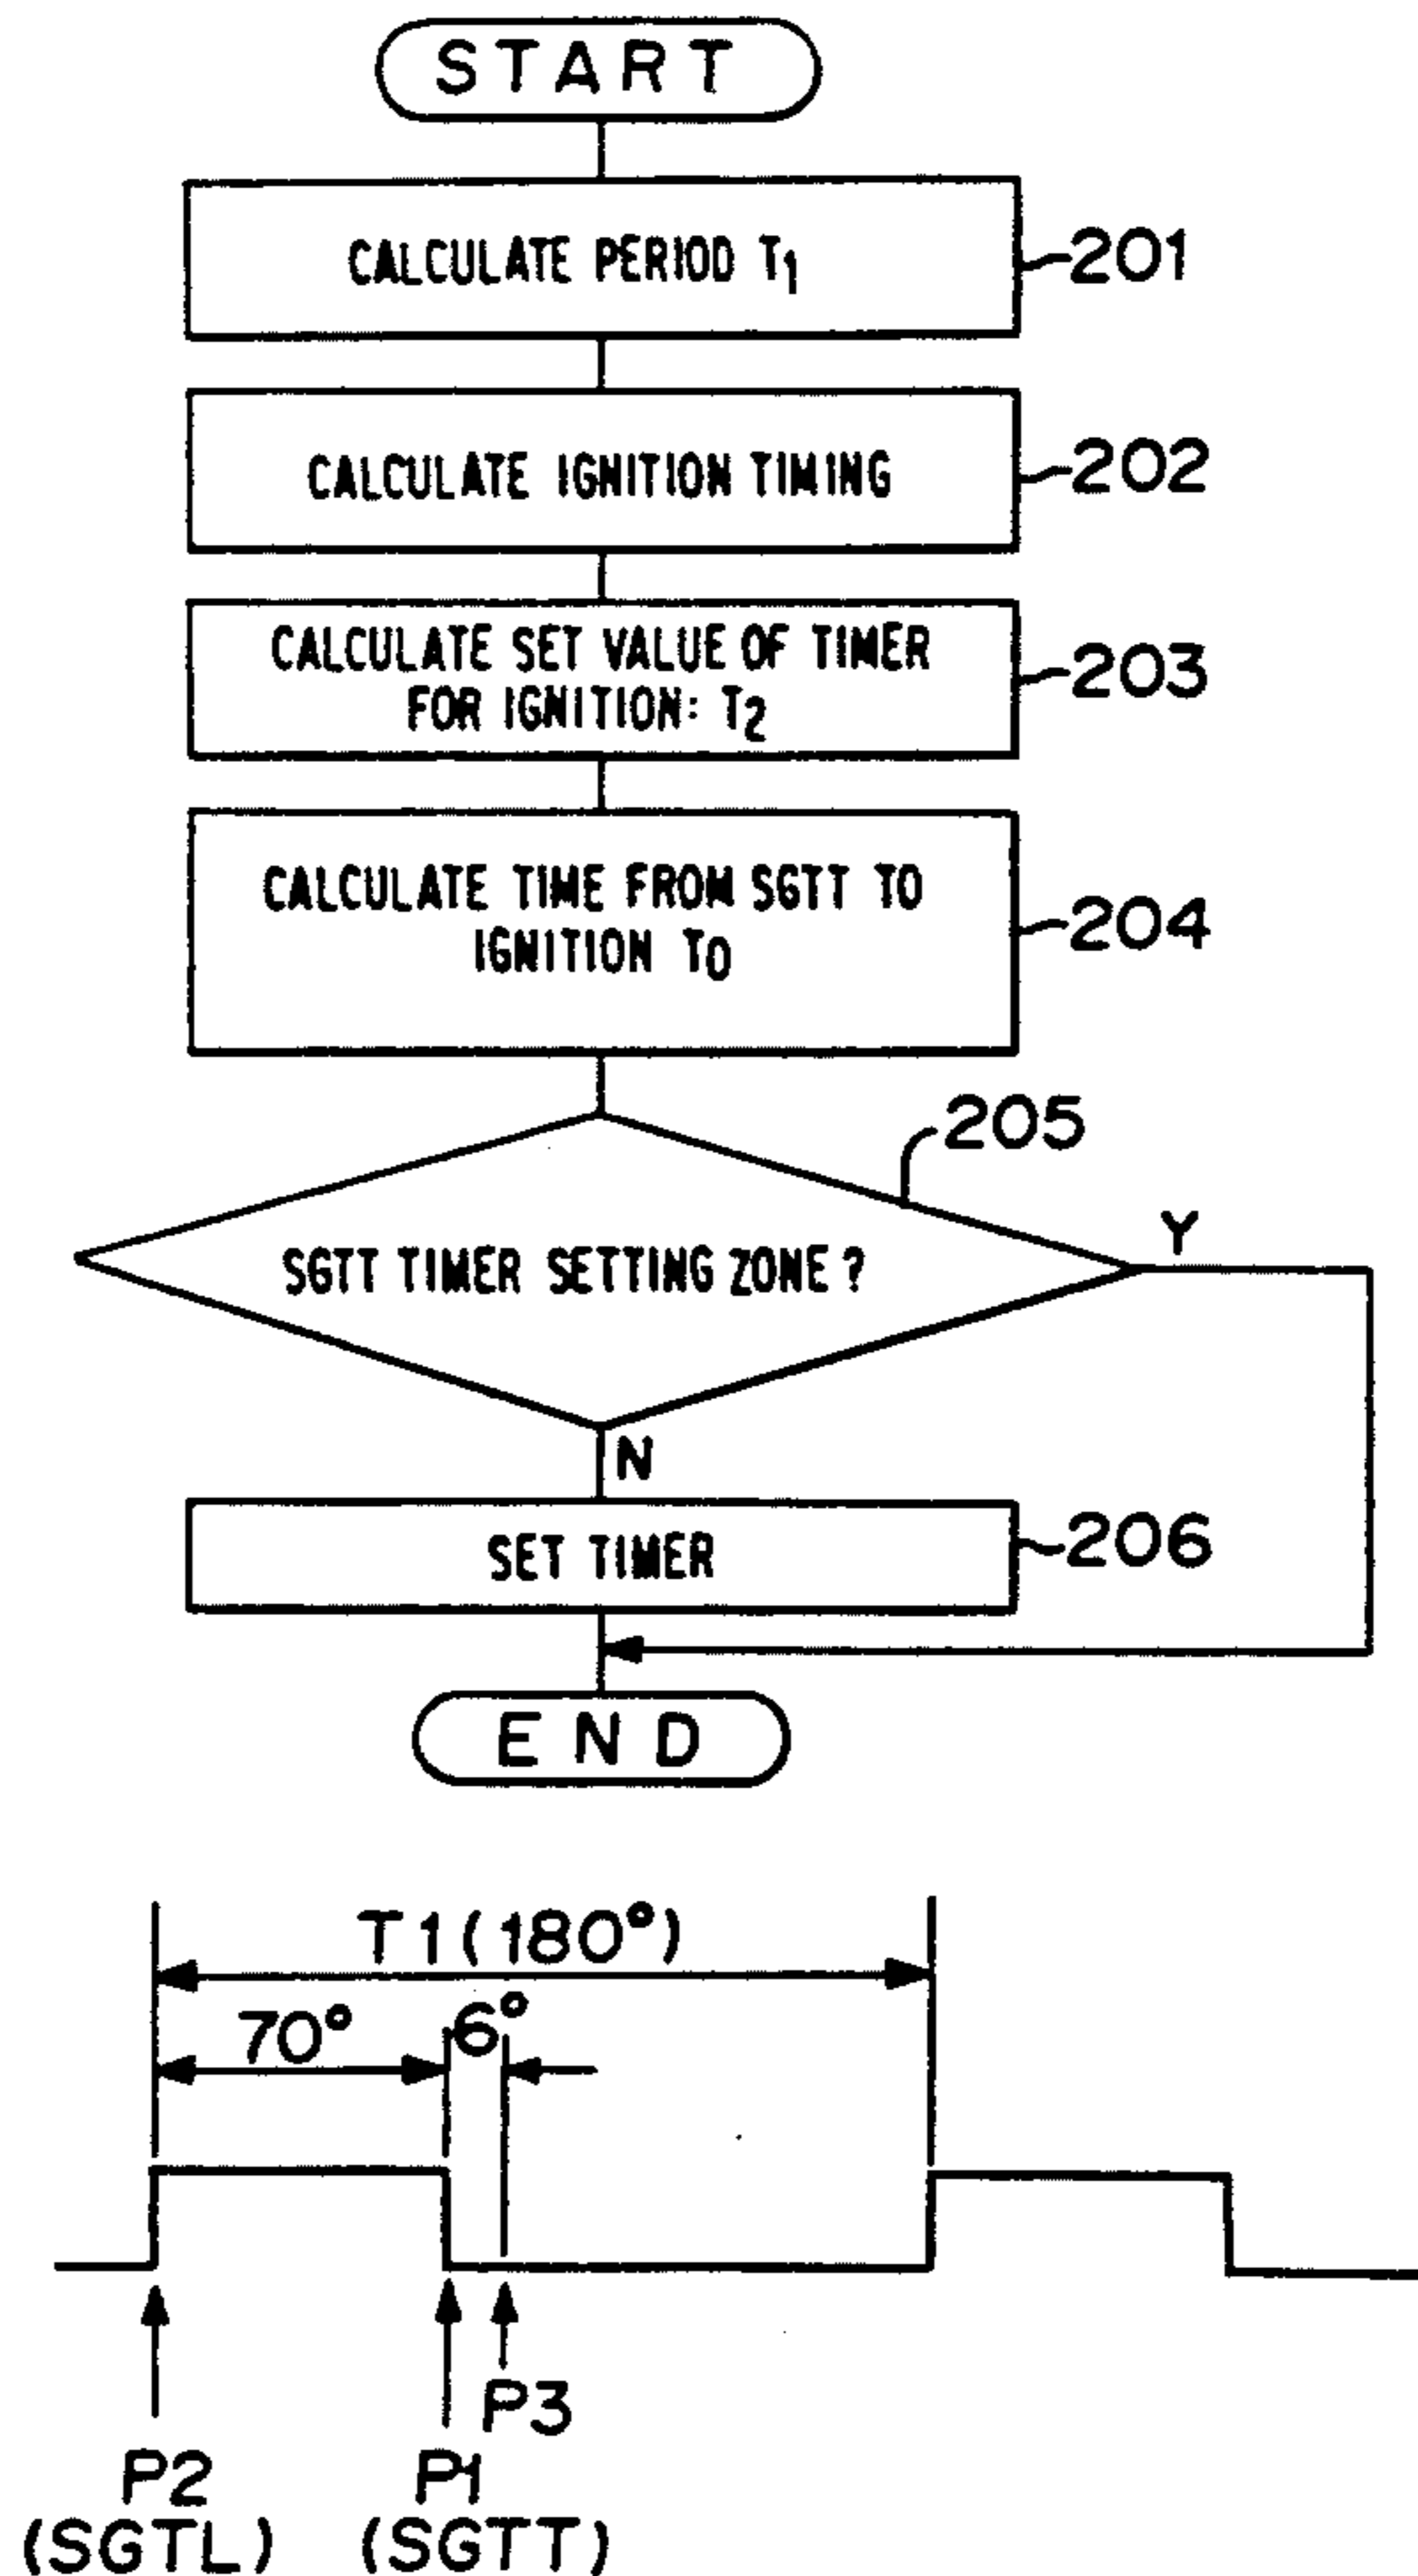 START
CALCULATE PERIOD T1
201
CALCULATE IGNITION TIMING
202
CALCULATE SET VALUE OF TIMER
FOR IGNITION: T2
203
CALCULATE TIME FROM SGTT TO
IGNITION T0
204
205
SGTT TIMER SETTING ZONE?
Y
N
SET TIMER
206
END
T1(180°)
70°
6°
P3
P2
(SGTL)
P1
(SGTT)